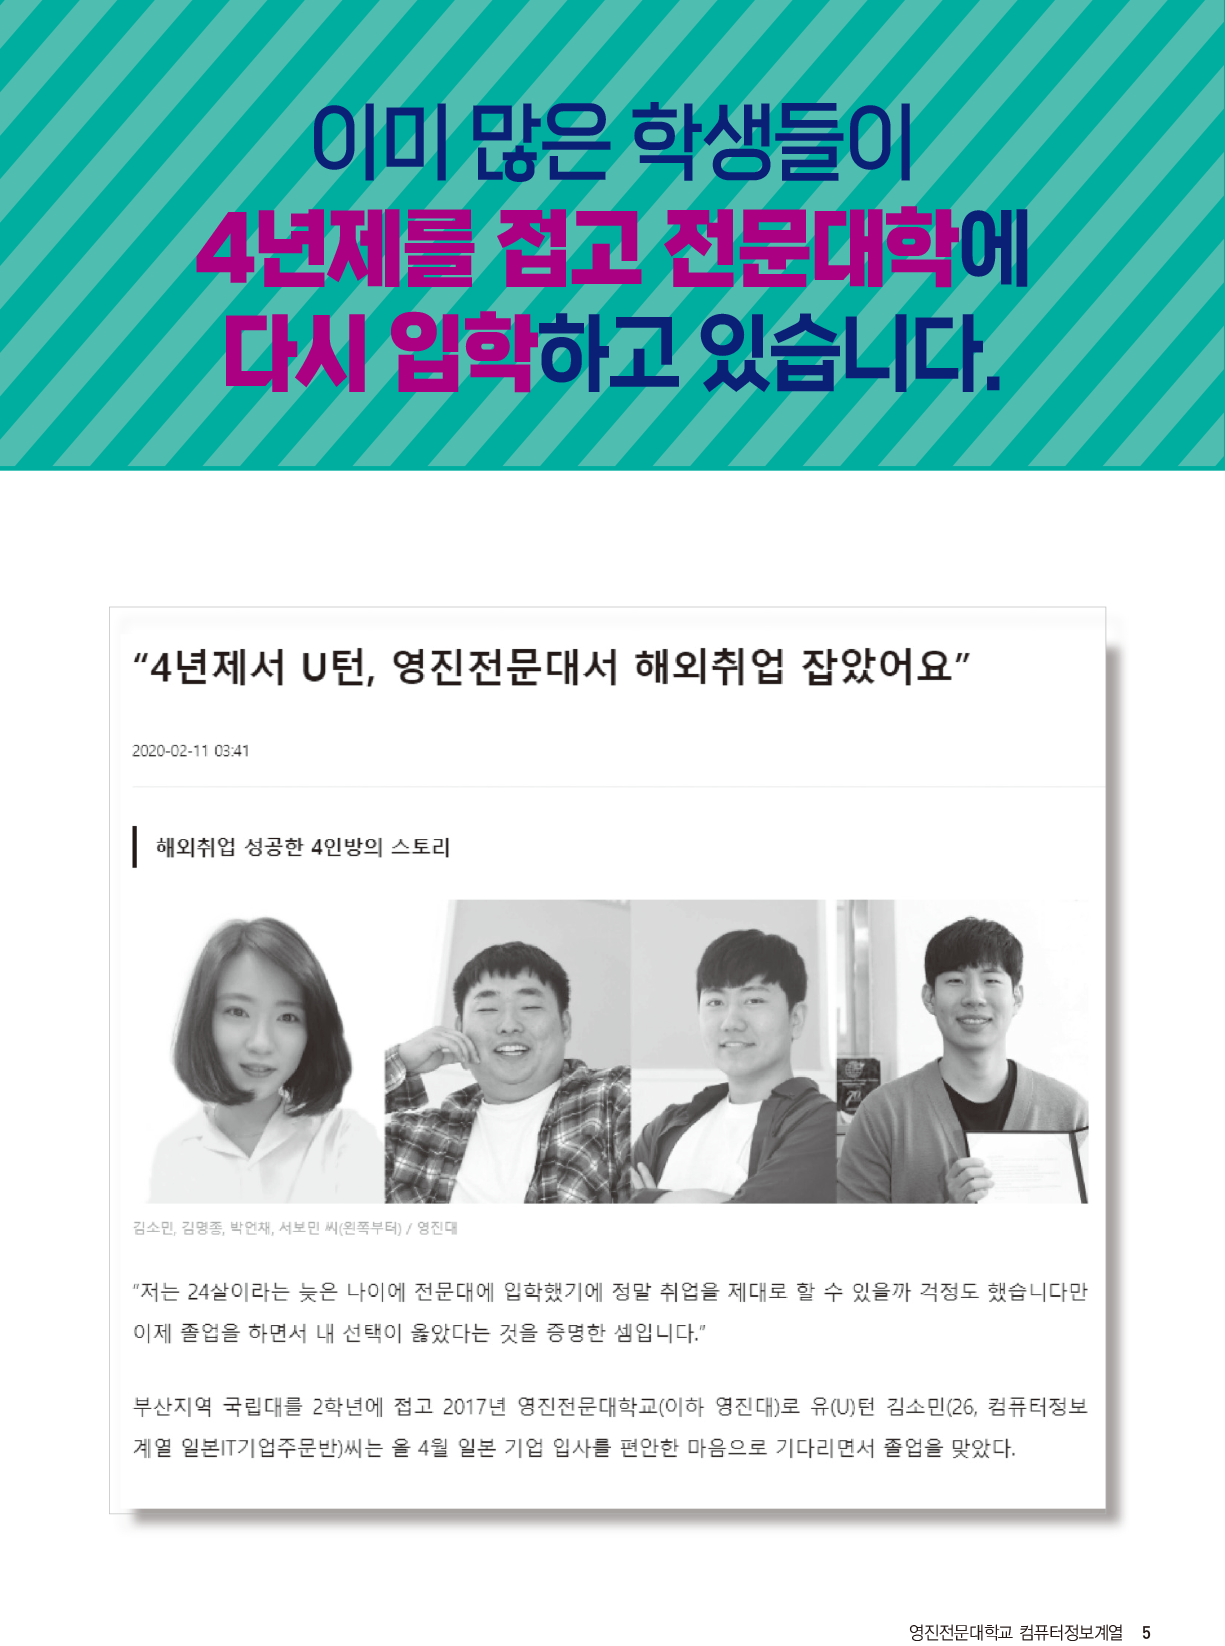 이미 많은 학생들이
4년제를 접고 전문대학에
다시 입학하고 있습니다.
“4년제서 U턴, 영진전문대서 해외취업 잡았어요”
2020-02-11 03:41
해외취업 성공한 4인방의 스토리
김소민, 김명종, 박언재, 서보민 씨(왼쪽부터) / 영진대
"저는 24살이라는 늦은 나이에 전문대에 입학했기에 정말 취업을 제대로 할 수 있을까 걱정도 했습니다만
이제 졸업을 하면서 내 선택이 옳았다는 것을 증명한 셈입니다."
부산지역 국립대를 2학년에 접고 2017년 영진전문대학교(이하 영진대)로 유(U)턴 김소민(26, 컴퓨터정보
계열 일본IT기업주문반)씨는 올 4월 일본 기업 입사를 편안한 마음으로 기다리면서 졸업을 맞았다.
영진전문대학교 컴퓨터정보계열 5